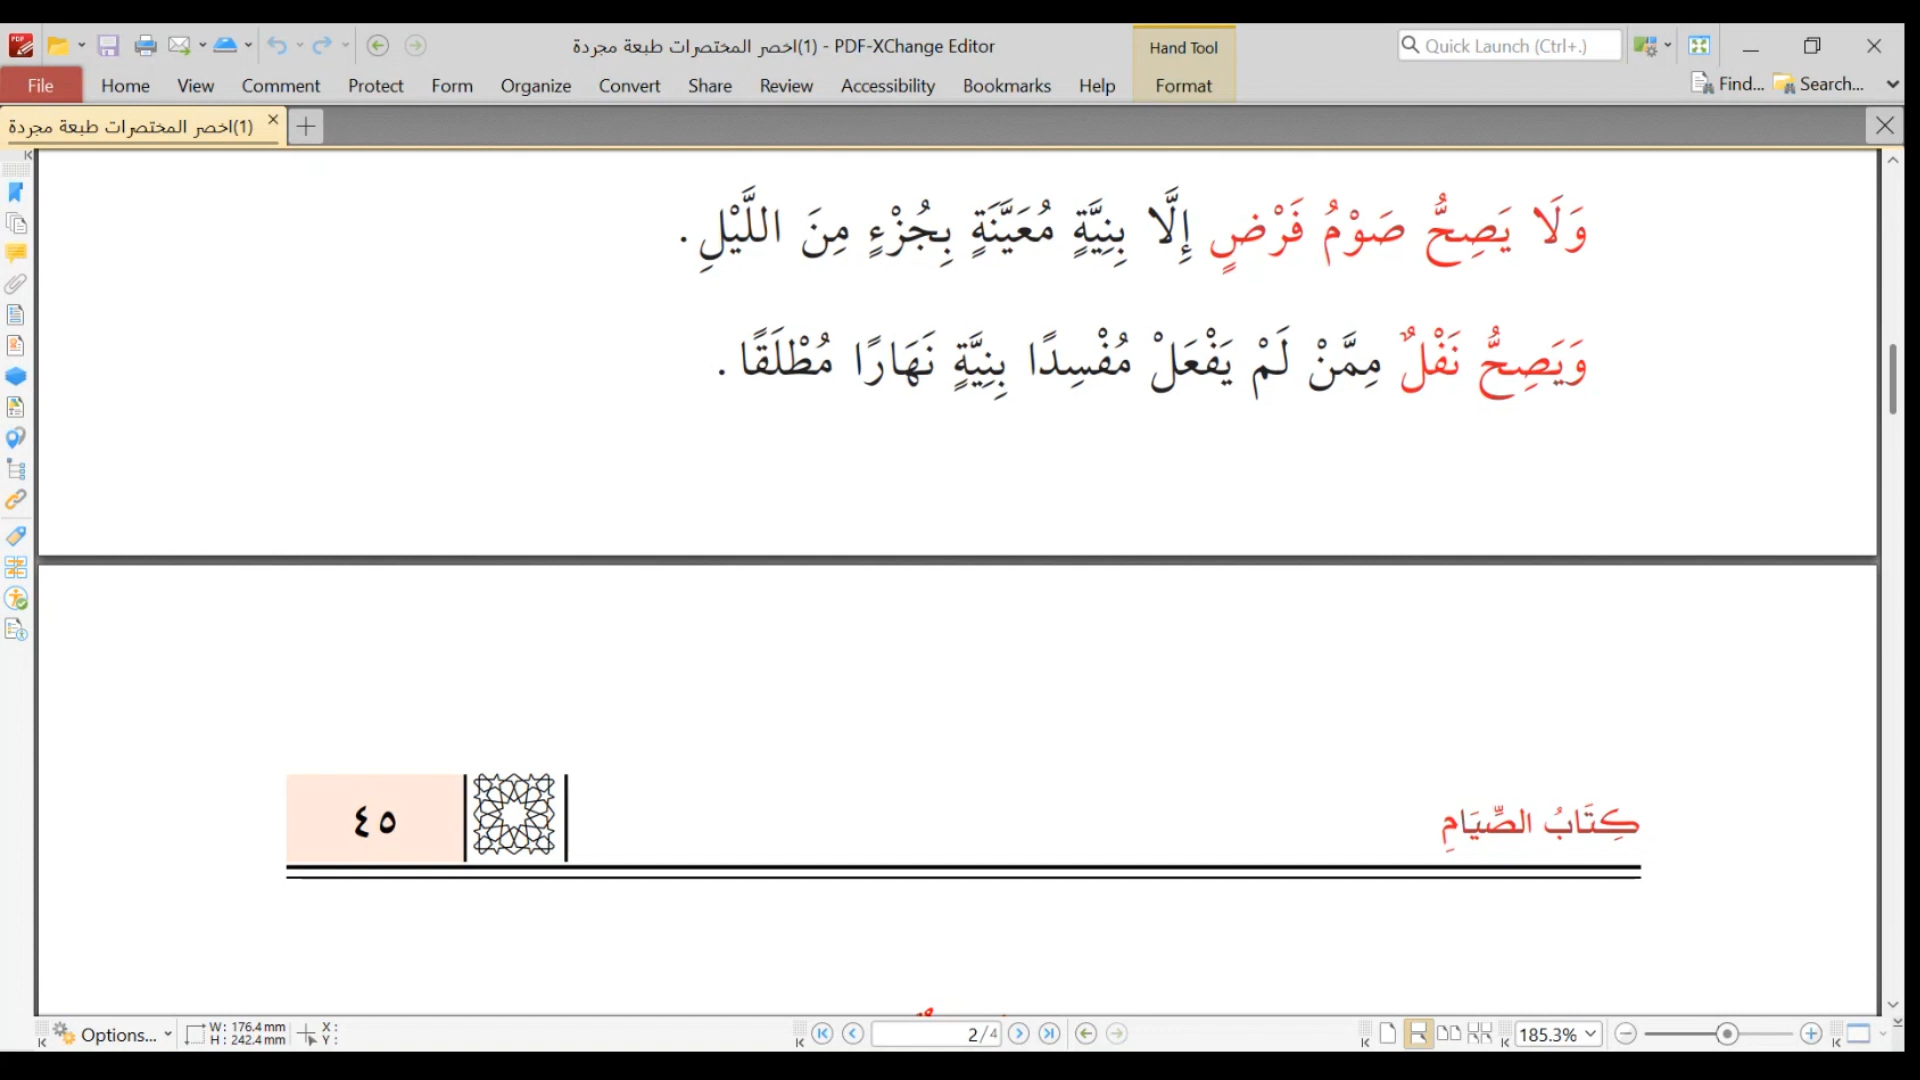 (1)اخصر المختصرات طبعة مجردة - PDF-XChange Editor
Hand Tool
Quick Launch (Ctrl+.)
File Home View Comment Protect Form Organize Convert Share Review Accessibility Bookmarks Help Format Find... Search...
(1)اخصر المختصرات طبعة مجردة
وَلَا يَصِحُّ صَوْمُ فَرْضٍ إِلَّا بِنِيَّةٍ مُعَيَّنَةٍ بِجُزْءٍ مِنَ اللَّيْلِ .
وَيَصِحُّ نَفْلٌ مِمَّنْ لَمْ يَفْعَلْ مُفْسِدًا بِنِيَّةٍ نَهَارًا مُطْلَقًا .
كِتَابُ الصِّيَامِ
٤٥
Options... W: 176.4 mm X:
H: 242.4 mm Y:
2/4
185.3%